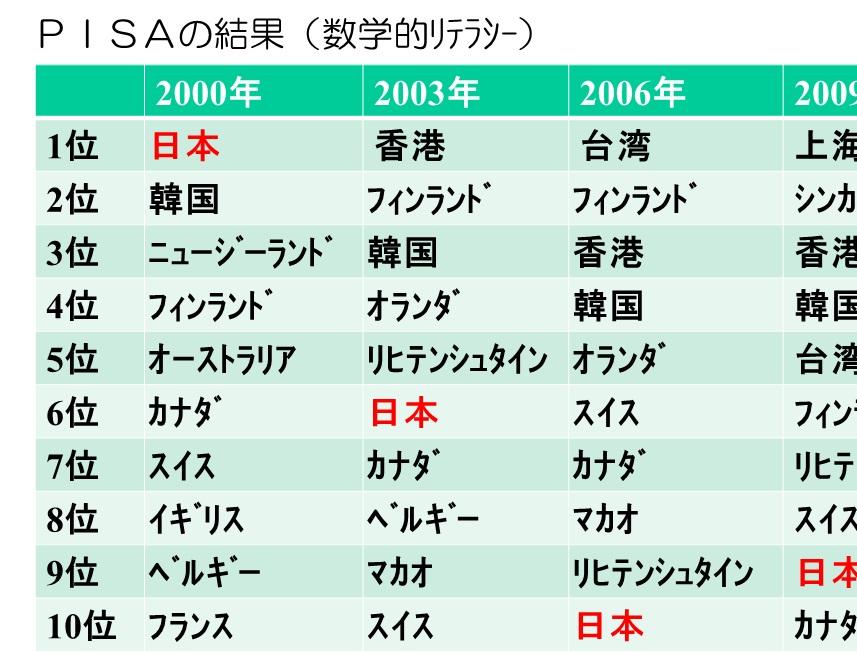 ＰＩＳＡの結果（数学的ﾘﾃﾗｼｰ）
2000年 2003年 2006年 2009
1位 日本 香港 台湾 上海
2位 韓国 フィンランド フィンランド シンカ
3位 ニュージーランド 韓国 香港 香港
4位 フィンランド オランダ 韓国 韓国
5位 オーストラリア リヒテンシュタイン オランダ 台湾
6位 カナダ 日本 スイス フィン
7位 スイス カナダ カナダ リヒテ
8位 イギリス ベルギー マカオ スイス
9位 ベルギー マカオ リヒテンシュタイン 日本
10位 フランス スイス 日本 カナダ